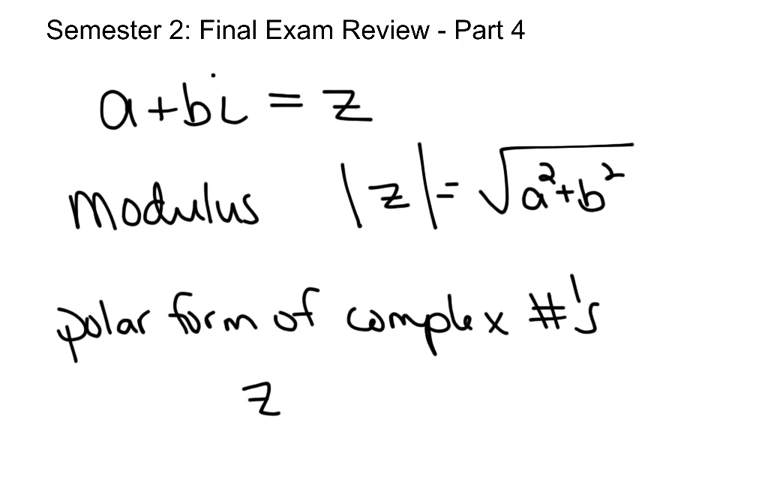 Semester 2: Final Exam Review - Part 4
a+bi = z
modulus |z| = √a²+b²
polar form of complex #'s
z